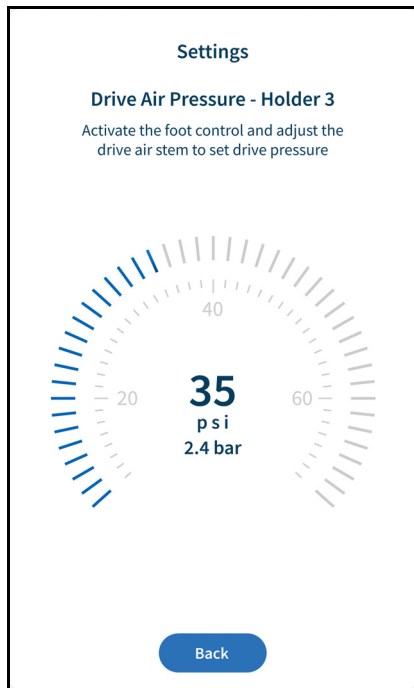 Settings
Drive Air Pressure - Holder 3
Activate the foot control and adjust the
drive air stem to set drive pressure
40
20
35
60
psi
2.4 bar
Back